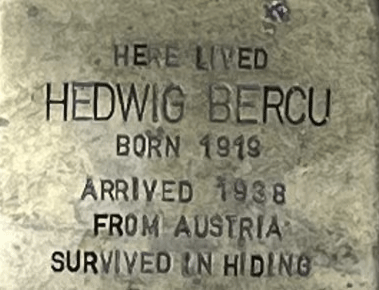 HERE LIVED
HEDWIG BERCU
BORN 1919
ARRIVED 1938
FROM AUSTRIA
SURVIVED IN HIDING